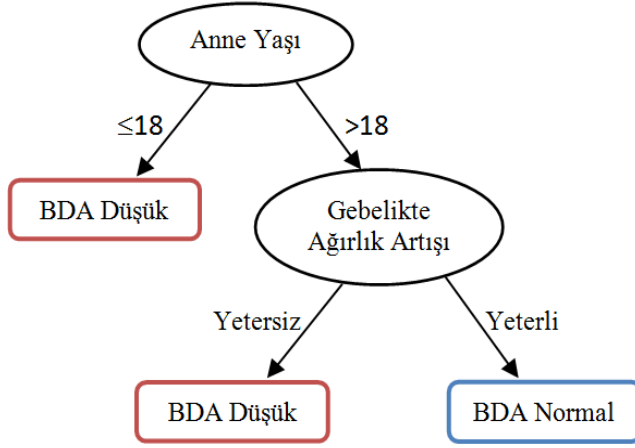 Anne Yaşı
≤18
>18
BDA Düşük
Gebelikte
Ağırlık Artışı
Yetersiz
Yeterli
BDA Düşük
BDA Normal